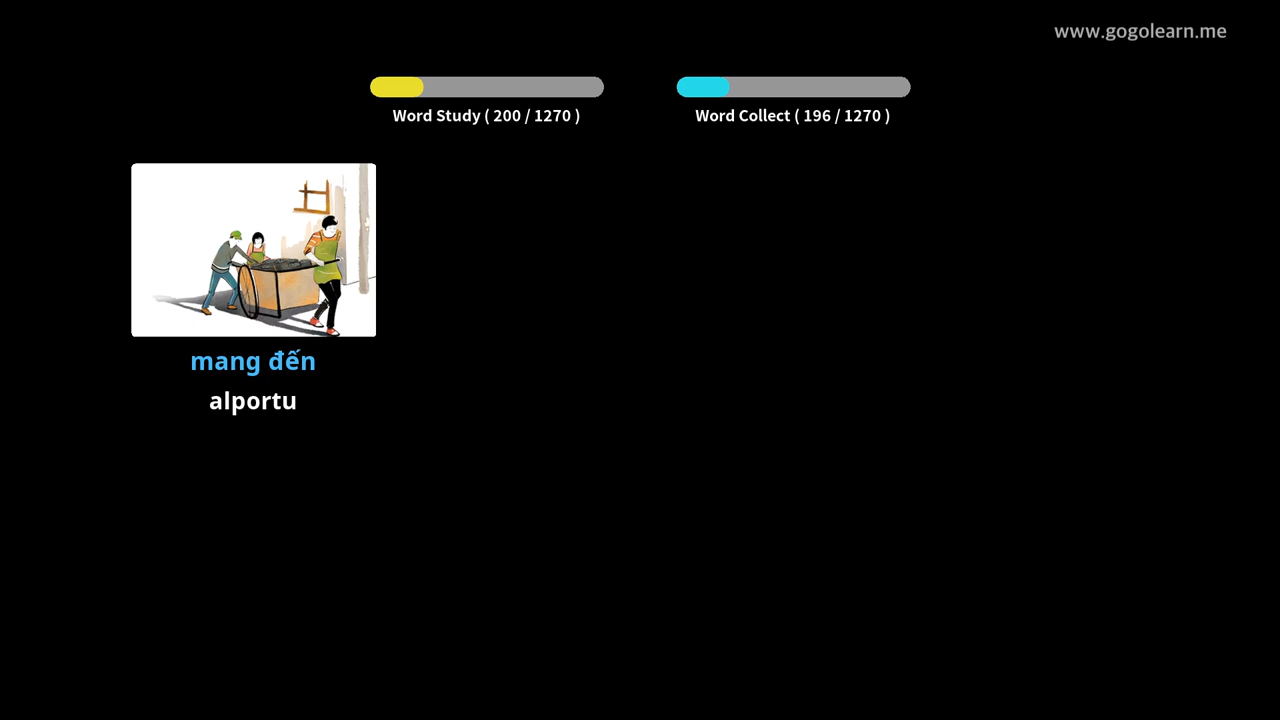 www.gogolearn.me
Word Study ( 200 / 1270 )
Word Collect ( 196 / 1270 )
mang đến
alportu